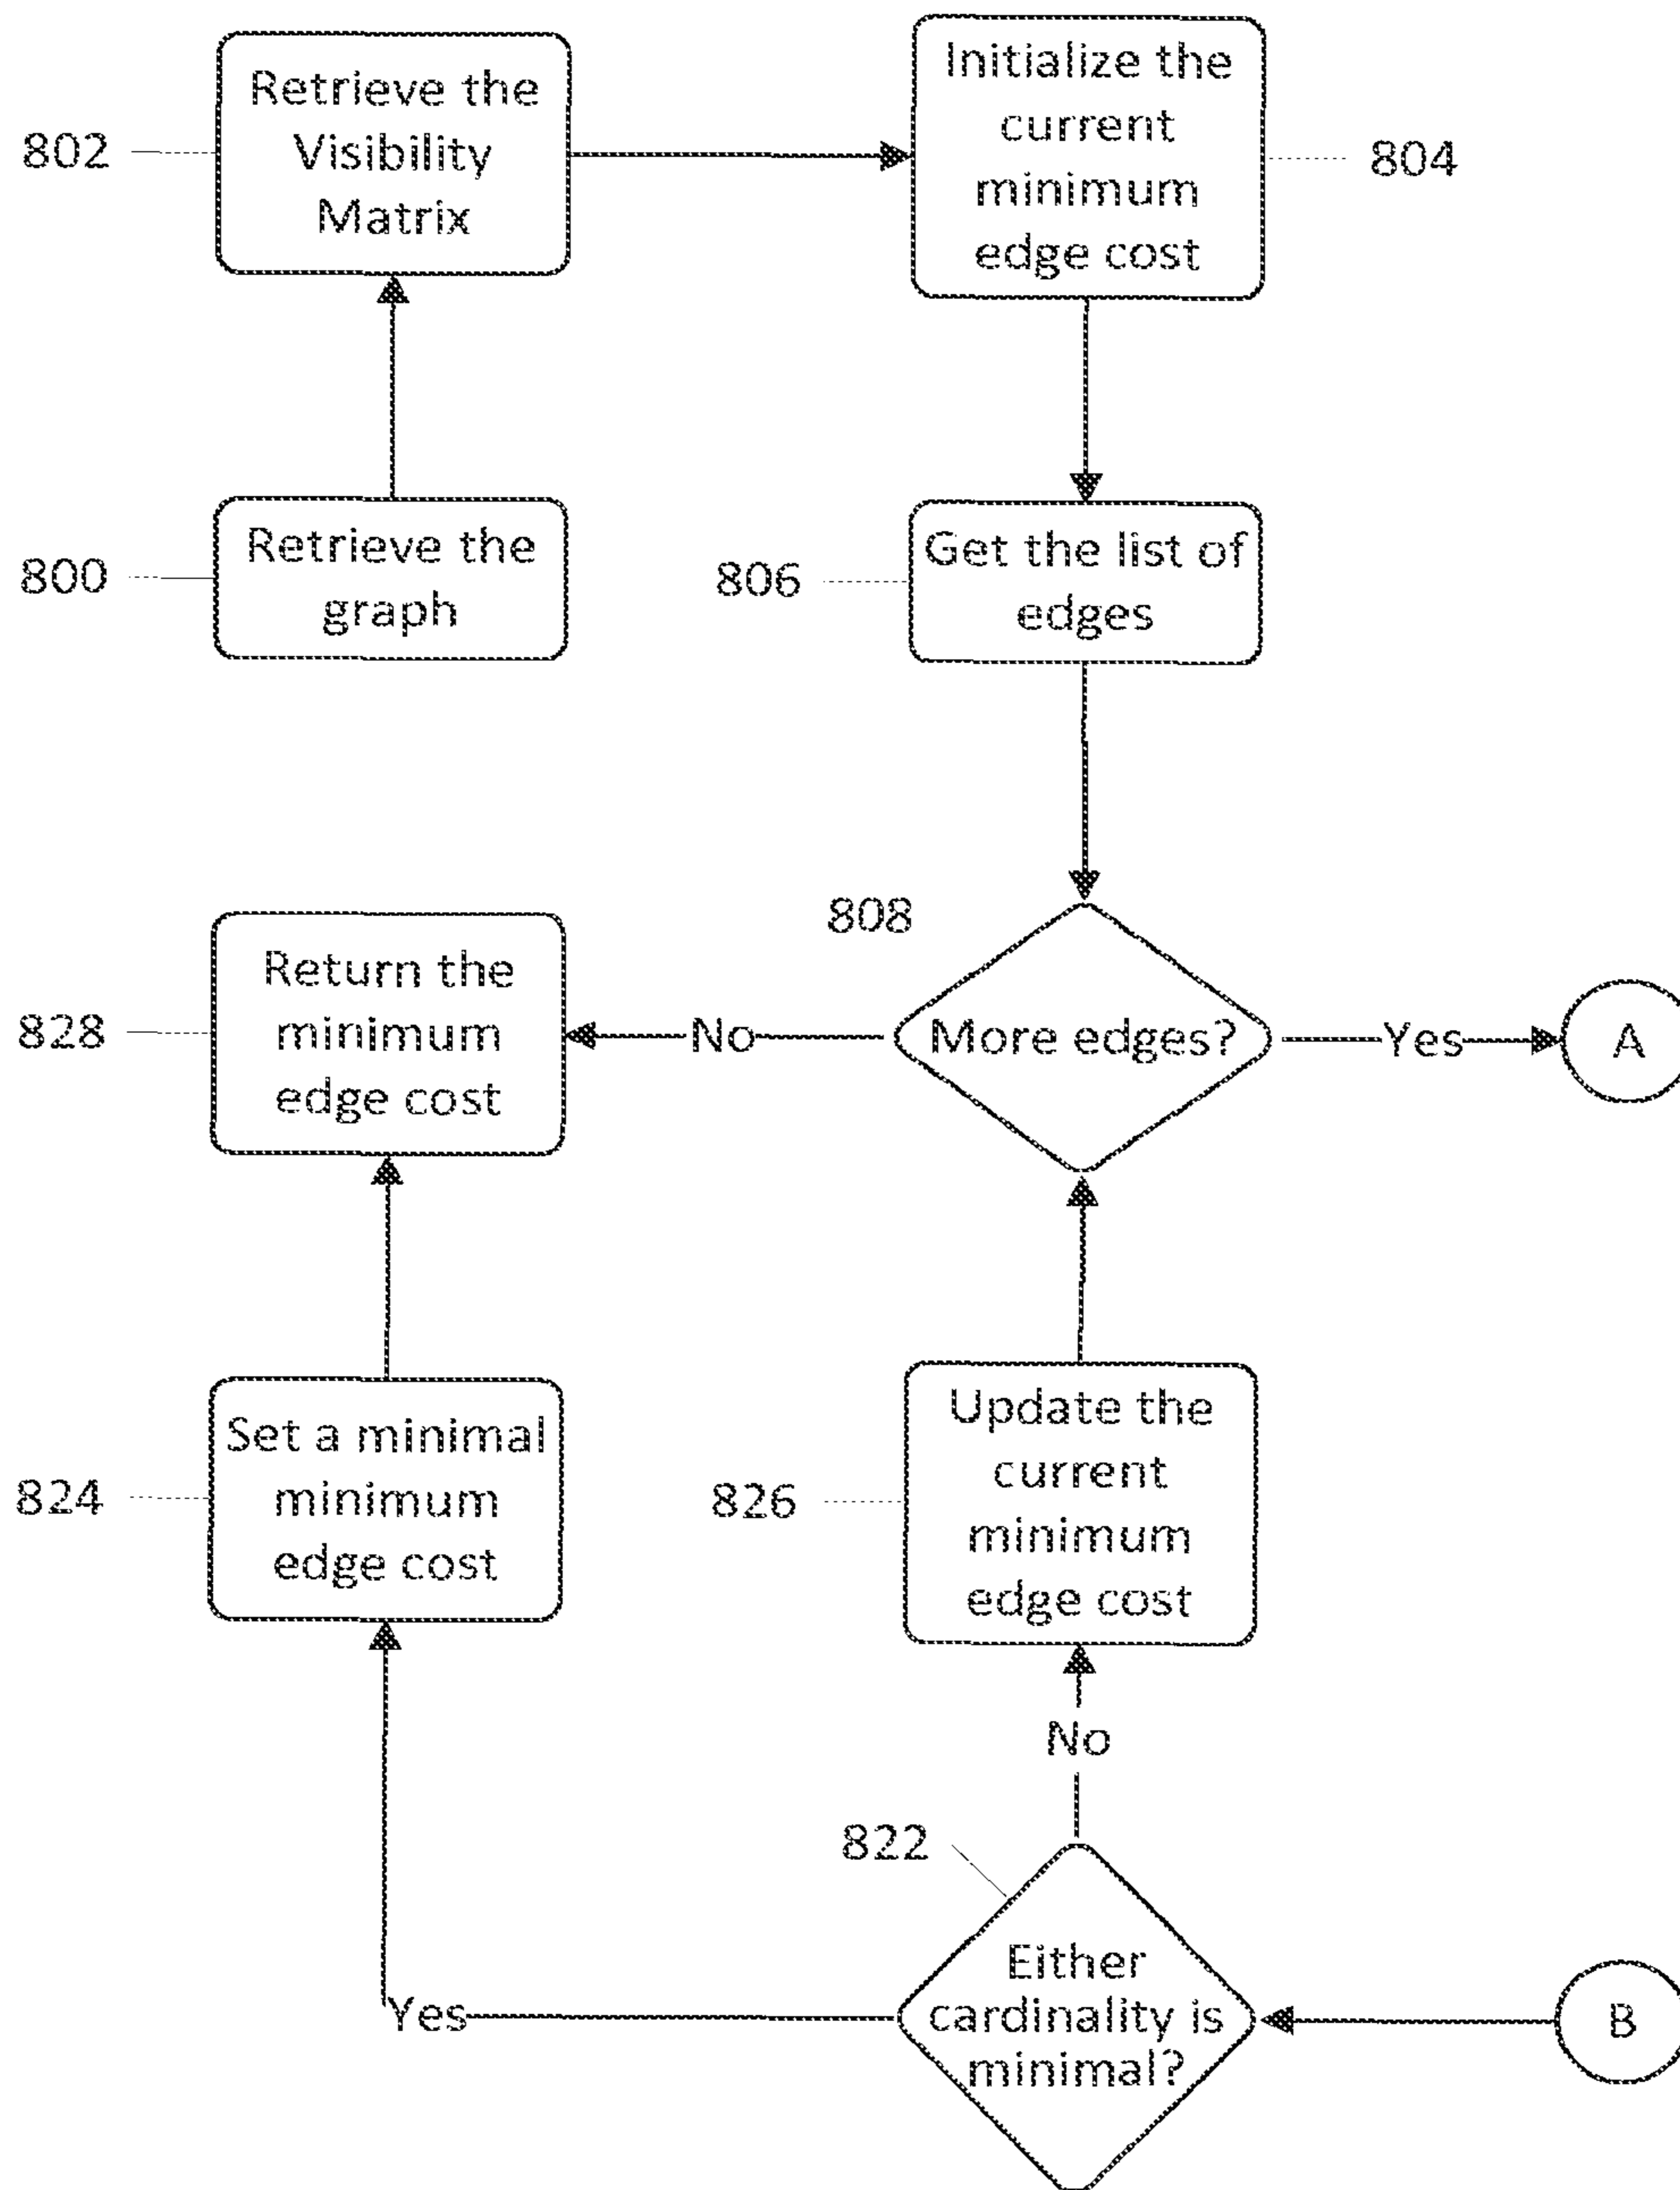 802
Retrieve the
Visibility
Matrix
Initialize the
current
minimum
edge cost
804
800
Retrieve the
graph
806
Get the list of
edges
808
828
Return the
minimum
edge cost
No
More edges?
Yes
A
824
Set a minimal
minimum
edge cost
826
Update the
current
minimum
edge cost
No
822
Yes
Either
cardinality is
minimal?
B